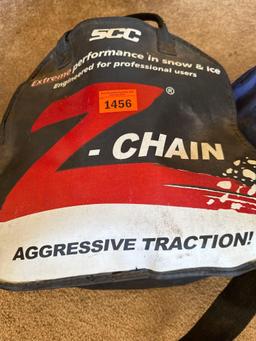 SCC
Extreme performance in snow & ice
Engineered for professional users
1456
Z®
- CHAIN
AGGRESSIVE TRACTION!